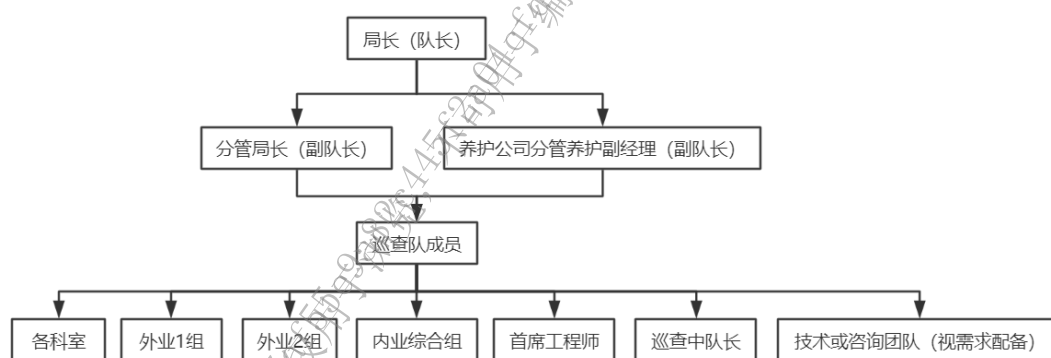 局长（队长）
分管局长（副队长）
养护公司分管养护副经理（副队长）
巡查队成员
各科室
外业1组
外业2组
内业综合组
首席工程师
巡查中队长
技术或咨询团队（视需求配备）